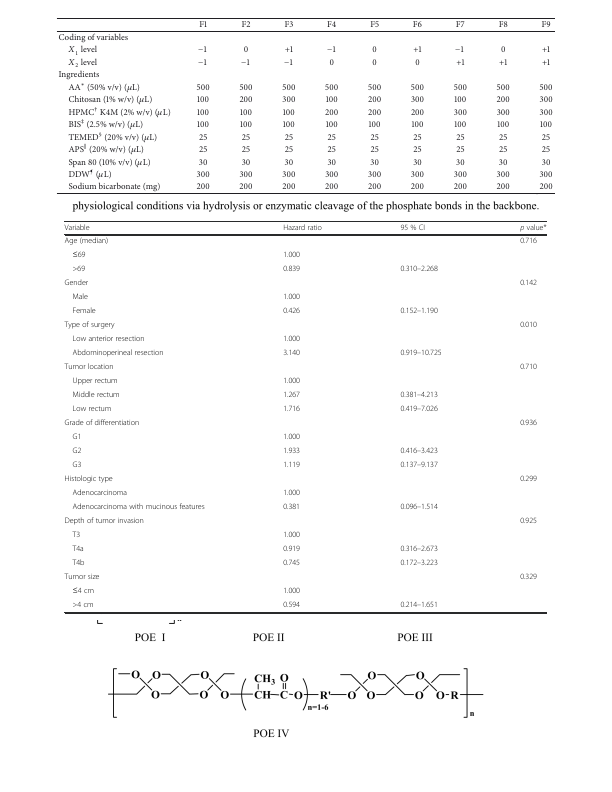 F1 F2 F3 F4 F5 F6 F7 F8 F9
Coding of variables
X1 level −1 0 +1 −1 0 +1 −1 0 +1
X2 level −1 −1 −1 0 0 0 +1 +1 +1
Ingredients
AA* (50% v/v) (μL) 500 500 500 500 500 500 500 500 500
Chitosan (1% w/v) (μL) 100 200 300 100 200 300 100 200 300
HPMC† K4M (2% w/v) (μL) 100 100 100 200 200 200 300 300 300
BIS‡ (2.5% w/v) (μL) 100 100 100 100 100 100 100 100 100
TEMED§ (20% v/v) (μL) 25 25 25 25 25 25 25 25 25
APS∥ (20% w/v) (μL) 25 25 25 25 25 25 25 25 25
Span 80 (10% v/v) (μL) 30 30 30 30 30 30 30 30 30
DDW¶ (μL) 300 300 300 300 300 300 300 300 300
Sodium bicarbonate (mg) 200 200 200 200 200 200 200 200 200
physiological conditions via hydrolysis or enzymatic cleavage of the phosphate bonds in the backbone.
Variable Hazard ratio 95 % CI p value*
Age (median) 0.716
≤69 1.000
>69 0.839 0.310–2.268
Gender 0.142
Male 1.000
Female 0.426 0.152–1.190
Type of surgery 0.010
Low anterior resection 1.000
Abdominoperineal resection 3.140 0.919–10.725
Tumor location 0.710
Upper rectum 1.000
Middle rectum 1.267 0.381–4.213
Low rectum 1.716 0.419–7.026
Grade of differentiation 0.936
G1 1.000
G2 1.933 0.416–3.423
G3 1.119 0.137–9.137
Histologic type 0.299
Adenocarcinoma 1.000
Adenocarcinoma with mucinous features 0.381 0.096–1.514
Depth of tumor invasion 0.925
T3 1.000
T4a 0.919 0.316–2.673
T4b 0.745 0.172–3.223
Tumor size 0.329
≤4 cm 1.000
>4 cm 0.594 0.214–1.651
POE I POE II POE III
O O CH3 O O O
O O O CH–C–O R' O O O O–R
n=1-6 n
POE IV